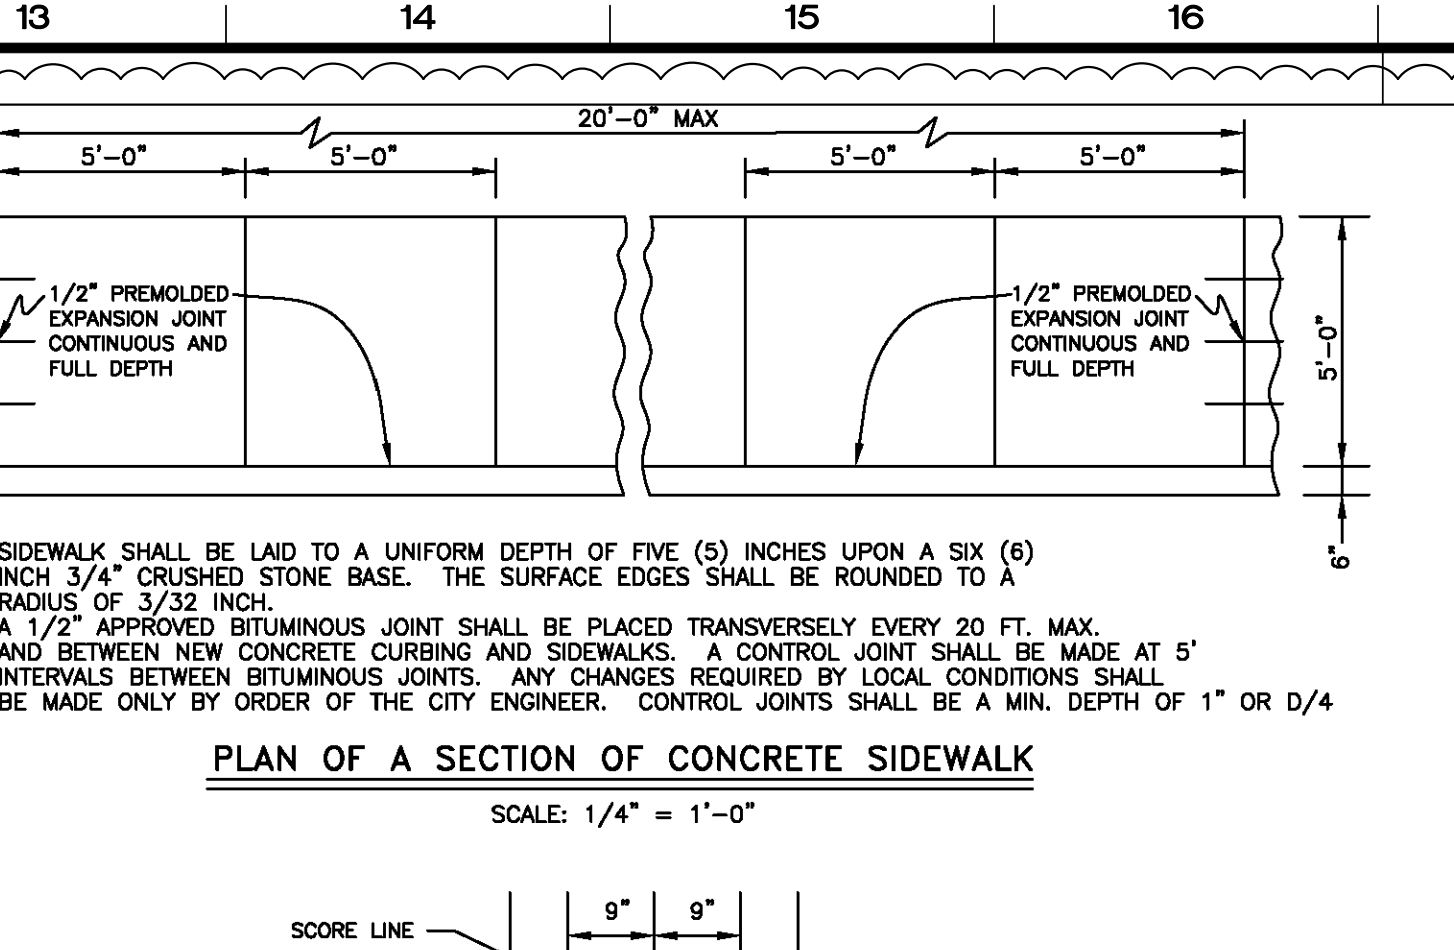 13 14 15 16
20'-0" MAX
5'-0" 5'-0" 5'-0" 5'-0"
1/2" PREMOLDED
EXPANSION JOINT
CONTINUOUS AND
FULL DEPTH
1/2" PREMOLDED
EXPANSION JOINT
CONTINUOUS AND
FULL DEPTH
5'-0"
6"
SIDEWALK SHALL BE LAID TO A UNIFORM DEPTH OF FIVE (5) INCHES UPON A SIX (6)
INCH 3/4" CRUSHED STONE BASE. THE SURFACE EDGES SHALL BE ROUNDED TO A
RADIUS OF 3/32 INCH.
A 1/2" APPROVED BITUMINOUS JOINT SHALL BE PLACED TRANSVERSELY EVERY 20 FT. MAX.
AND BETWEEN NEW CONCRETE CURBING AND SIDEWALKS. A CONTROL JOINT SHALL BE MADE AT 5'
INTERVALS BETWEEN BITUMINOUS JOINTS. ANY CHANGES REQUIRED BY LOCAL CONDITIONS SHALL
BE MADE ONLY BY ORDER OF THE CITY ENGINEER. CONTROL JOINTS SHALL BE A MIN. DEPTH OF 1" OR D/4
PLAN OF A SECTION OF CONCRETE SIDEWALK
SCALE: 1/4" = 1'-0"
9" 9"
SCORE LINE